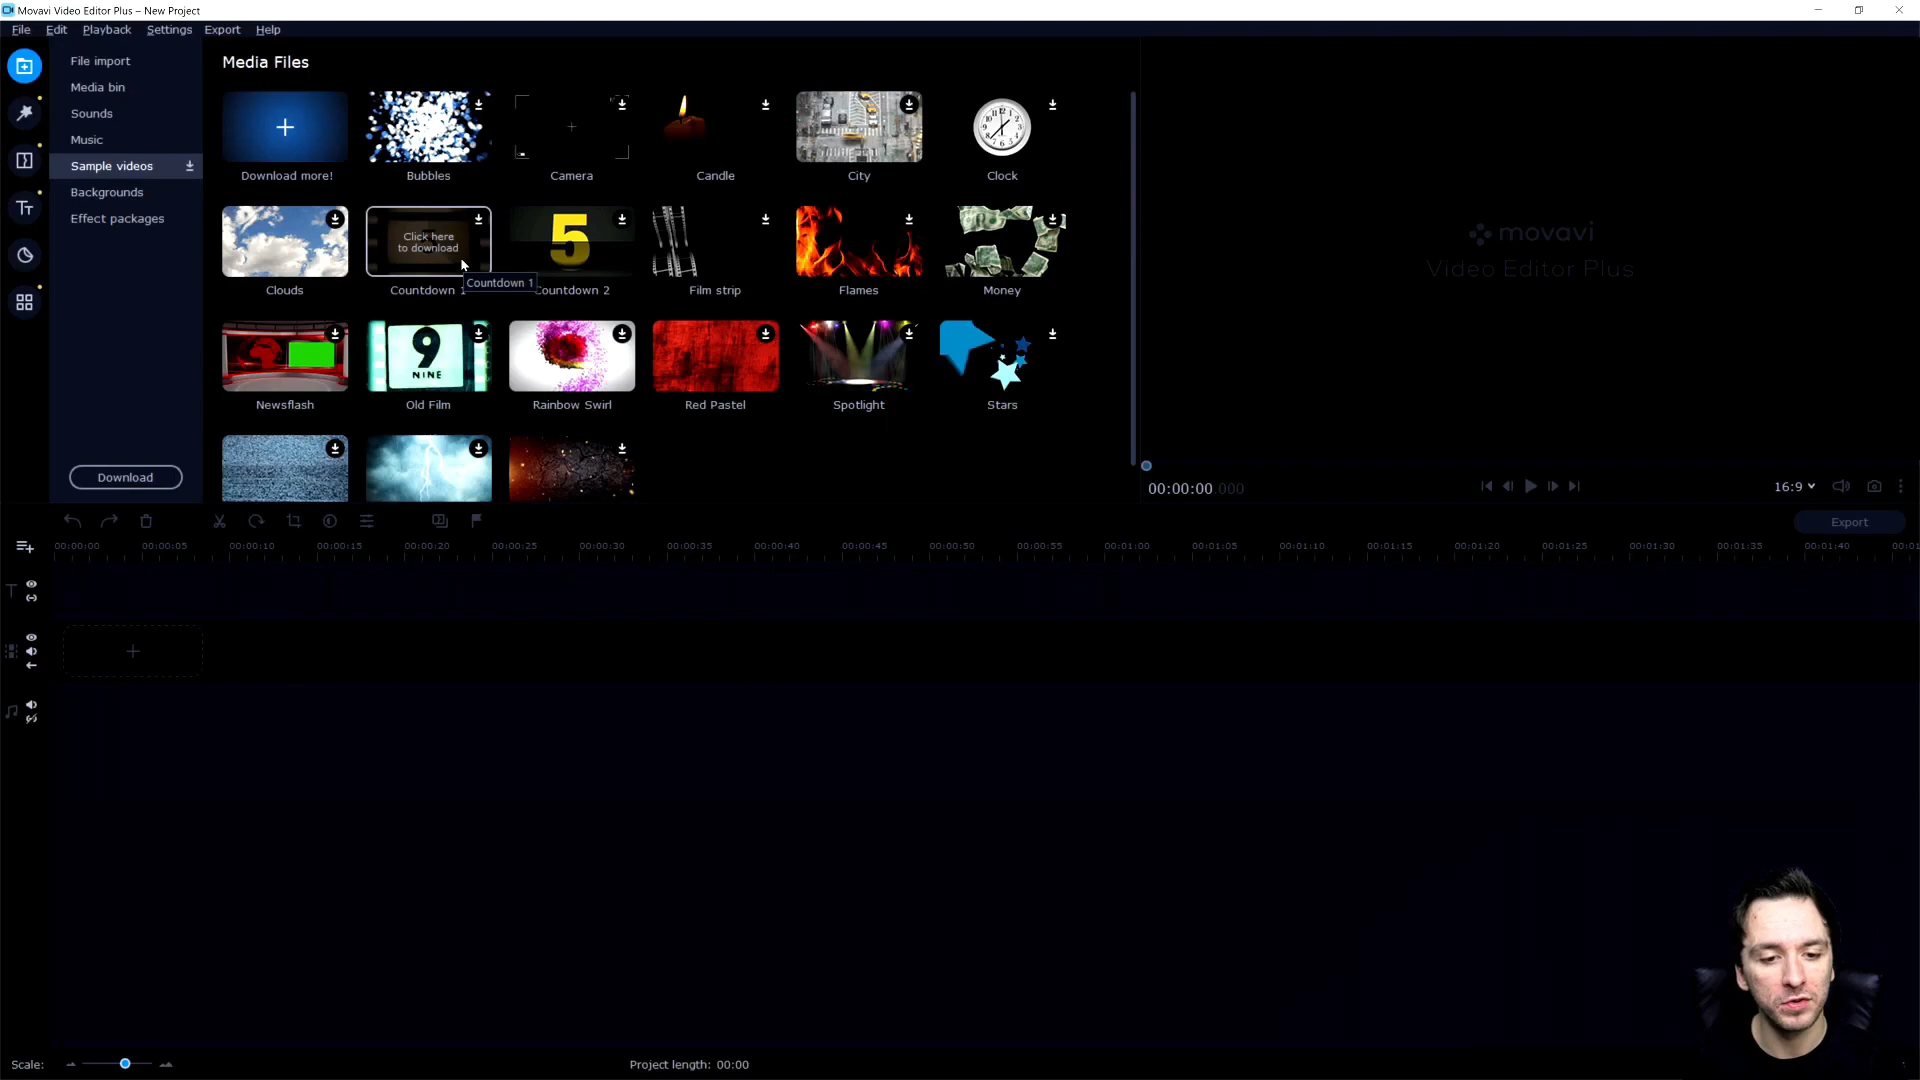 Movavi Video Editor Plus – New Project
File Edit Playback Settings Export Help
File import
Media bin
Sounds
Music
Sample videos
Backgrounds
Effect packages
Download
Media Files
Download more!
Bubbles
Camera
Candle
City
Clock
Clouds
Click here
to download
Countdown 1
Countdown 1
5
Countdown 2
Film strip
Flames
Money
Newsflash
9
NINE
Old Film
Rainbow Swirl
Red Pastel
Spotlight
Stars
movavi
Video Editor Plus
00:00:00.000
16:9
Export
00:00:00 00:00:05 00:00:10 00:00:15 00:00:20 00:00:25 00:00:30 00:00:35 00:00:40 00:00:45 00:00:50 00:00:55 00:01:00 00:01:05 00:01:10 00:01:15 00:01:20 00:01:25 00:01:30 00:01:35 00:01:40
Scale:
Project length: 00:00